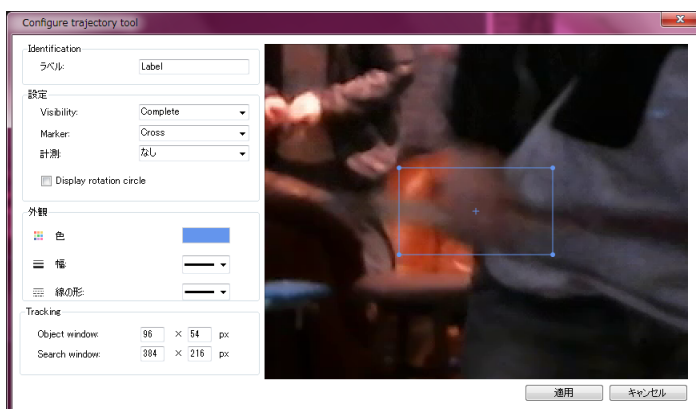 Configure trajectory tool
Identification
ラベル: Label
設定
Visibility: Complete
Marker: Cross
計測: なし
Display rotation circle
外観
色
幅:
線の形:
Tracking
Object window: 96 × 54 px
Search window: 384 × 216 px
適用 キャンセル